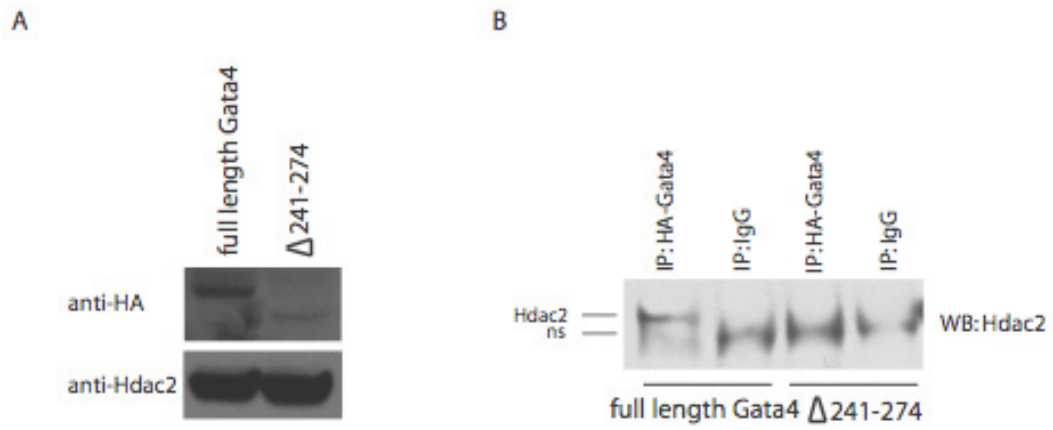 A
full length Gata4
Δ241-274
anti-HA
anti-Hdac2
B
IP:HA-Gata4
IP:IgG
IP:HA-Gata4
IP:IgG
Hdac2
ns
WB:Hdac2
full length Gata4
Δ241-274